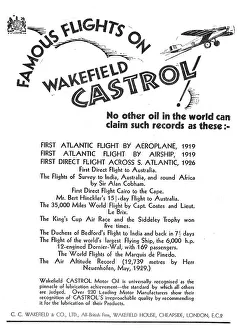 FAMOUS FLIGHTS ON
WAKEFIELD
CASTROL!
No other oil in the world can
claim such records as these :-
FIRST ATLANTIC FLIGHT BY AEROPLANE, 1919
FIRST ATLANTIC FLIGHT BY AIRSHIP, 1919
FIRST DIRECT FLIGHT ACROSS S. ATLANTIC, 1926
First Direct Flight to Australia.
The Flights of Survey to India, Australia, and round Africa
by Sir Alan Cobham.
First Direct Flight Cairo to the Cape.
Mr. Bert Hinckler's 15½-day Flight to Australia.
The 35,000 Miles World Flight by Capt. Costes and Lieut.
Le Brix.
The King's Cup Air Race and the Siddeley Trophy won
five times.
The Duchess of Bedford's Flight to India and back in 7½ days
The Flight of the world's largest Flying Ship, the 6,000 h.p.
12-engined Dornier-Wal, with 169 passengers.
The World Flights of the Marquis de Pinedo.
The Air Altitude Record (12,739 metres by Herr
Neuenhofen, May, 1929.)
Wakefield CASTROL Motor Oil is universally recognised as the
pinnacle of lubrication achievement—the standard by which all others
are judged. Over 230 Leading Motor Manufacturers show their
recognition of CASTROL'S irreproachable quality by recommending
it for the lubrication of their Products.
C. C. WAKEFIELD & CO., LTD., All-British Firm, WAKEFIELD HOUSE, CHEAPSIDE, LONDON, E.C.2